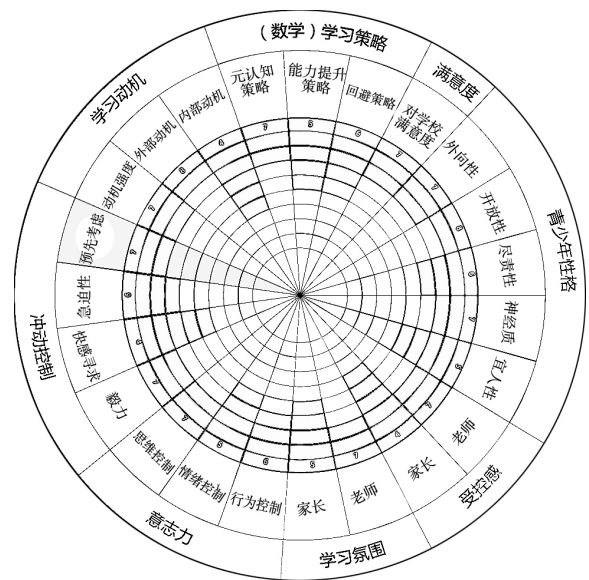 （数学）学习策略
满意度
青少年性格
受控感
学习氛围
意志力
冲动控制
学习动机
元认知
策略
能力提升
策略
回避策略
对学校
满意度
外向性
开放性
尽责性
神经质
宜人性
老师
家长
老师
家长
行为控制
情绪控制
思维控制
毅力
快感寻求
急迫性
预先考虑
动机强度
外部动机
内部动机